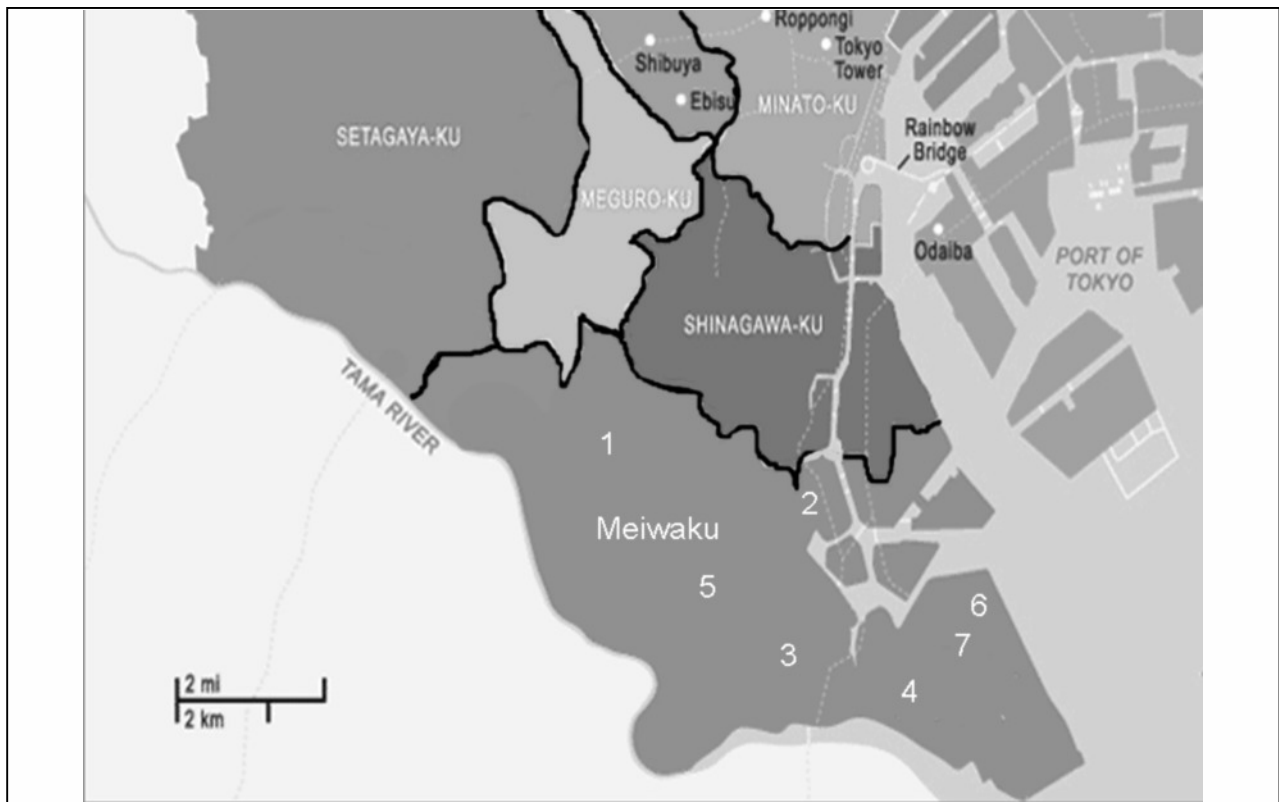 Roppongi
Shibuya
Tokyo
Tower
Ebisu
MINATO-KU
SETAGAYA-KU
Rainbow
Bridge
MEGURO-KU
Odaiba
PORT OF
TOKYO
SHINAGAWA-KU
TAMA RIVER
1
2
Meiwaku
5
6
7
3
4
2 mi
2 km